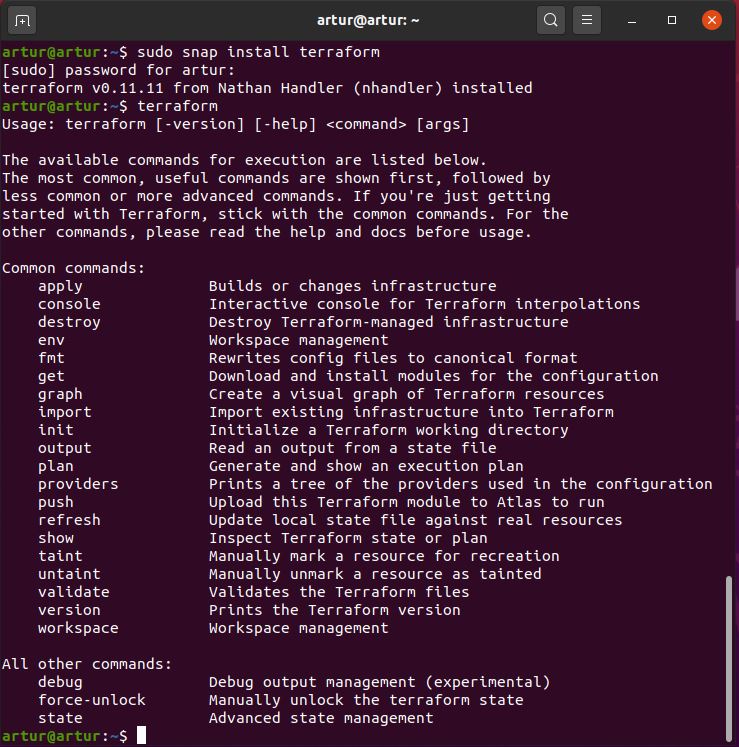 artur@artur: ~
artur@artur:~$ sudo snap install terraform
[sudo] password for artur:
terraform v0.11.11 from Nathan Handler (nhandler) installed
artur@artur:~$ terraform
Usage: terraform [-version] [-help] <command> [args]

The available commands for execution are listed below.
The most common, useful commands are shown first, followed by
less common or more advanced commands. If you're just getting
started with Terraform, stick with the common commands. For the
other commands, please read the help and docs before usage.

Common commands:
    apply              Builds or changes infrastructure
    console            Interactive console for Terraform interpolations
    destroy            Destroy Terraform-managed infrastructure
    env                Workspace management
    fmt                Rewrites config files to canonical format
    get                Download and install modules for the configuration
    graph              Create a visual graph of Terraform resources
    import             Import existing infrastructure into Terraform
    init               Initialize a Terraform working directory
    output             Read an output from a state file
    plan               Generate and show an execution plan
    providers          Prints a tree of the providers used in the configuration
    push               Upload this Terraform module to Atlas to run
    refresh            Update local state file against real resources
    show               Inspect Terraform state or plan
    taint              Manually mark a resource for recreation
    untaint            Manually unmark a resource as tainted
    validate           Validates the Terraform files
    version            Prints the Terraform version
    workspace          Workspace management

All other commands:
    debug              Debug output management (experimental)
    force-unlock       Manually unlock the terraform state
    state              Advanced state management
artur@artur:~$